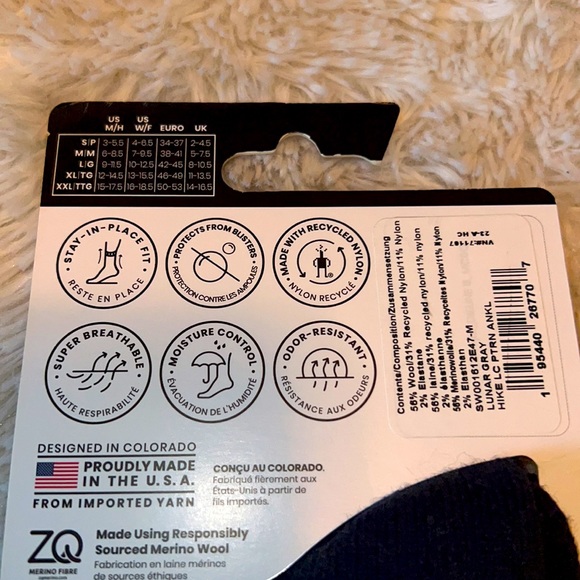 US M/H US W/F EURO UK
S|P 3-5.5 4-6.5 34-37 2-4.5
M|M 6-8.5 7-9.5 38-41 5-7.5
L|G 9-11.5 10-12.5 42-45 8-10.5
XL|TG 12-14.5 13-15.5 46-49 11-13.5
XXL|TTG 15-17.5 16-18.5 50-53 14-16.5
• STAY-IN-PLACE FIT •
RESTE EN PLACE
• PROTECTS FROM BLISTERS •
PROTECTION CONTRE LES AMPOULES
• MADE WITH RECYCLED NYLON •
NYLON RECYCLÉ
• SUPER BREATHABLE •
HAUTE RESPIRABILITÉ
• MOISTURE CONTROL •
ÉVACUATION DE L'HUMIDITÉ
• ODOR-RESISTANT •
RÉSISTANCE AUX ODEURS
Contents/Composition/Zusammensetzung
56% Wool/31% Recycled Nylon/11% Nylon
2% Elastane
56% laine/31% recycled nylon/11% nylon
2% élasthanne
56% Merinowolle/31% Recyceltes Nylon/11% Nylon
2% Elasthan
SW001612E47-M
LUNAR GRAY
HIKE LC PTRN ANKL
VN#:71187
23-A HC
1 95440 26770 7
DESIGNED IN COLORADO
PROUDLY MADE
IN THE U.S.A.
FROM IMPORTED YARN
CONÇU AU COLORADO.
Fabriqué fièrement aux
États-Unis à partir de
fils importés.
ZQ
MERINO FIBRE
Made Using Responsibly
Sourced Merino Wool
Fabrication en laine mérinos
de sources éthiques